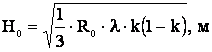 H₀ = √(1/3 · R₀ · λ · k(1 − k)), м